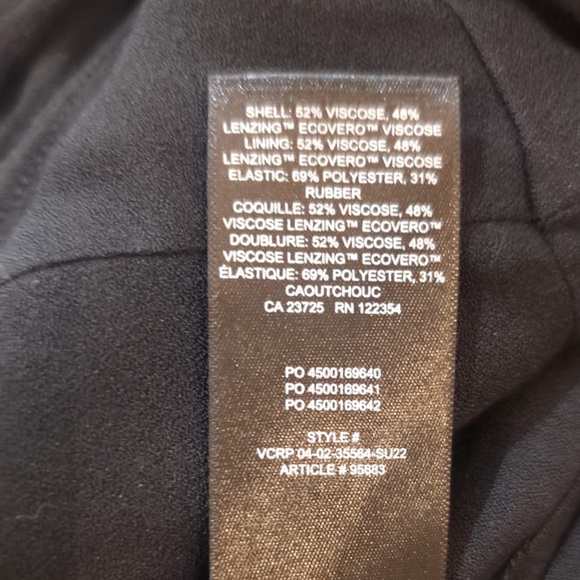 SHELL: 52% VISCOSE, 48%
LENZING™ ECOVERO™ VISCOSE
LINING: 52% VISCOSE, 48%
LENZING™ ECOVERO™ VISCOSE
ELASTIC: 69% POLYESTER, 31%
RUBBER
COQUILLE: 52% VISCOSE, 48%
VISCOSE LENZING™ ECOVERO™
DOUBLURE: 52% VISCOSE, 48%
VISCOSE LENZING™ ECOVERO™
ÉLASTIQUE: 69% POLYESTER, 31%
CAOUTCHOUC
CA 23725 RN 122354
PO 4500169640
PO 4500169641
PO 4500169642
STYLE #
VCRP 04-02-35564-SU22
ARTICLE # 95683